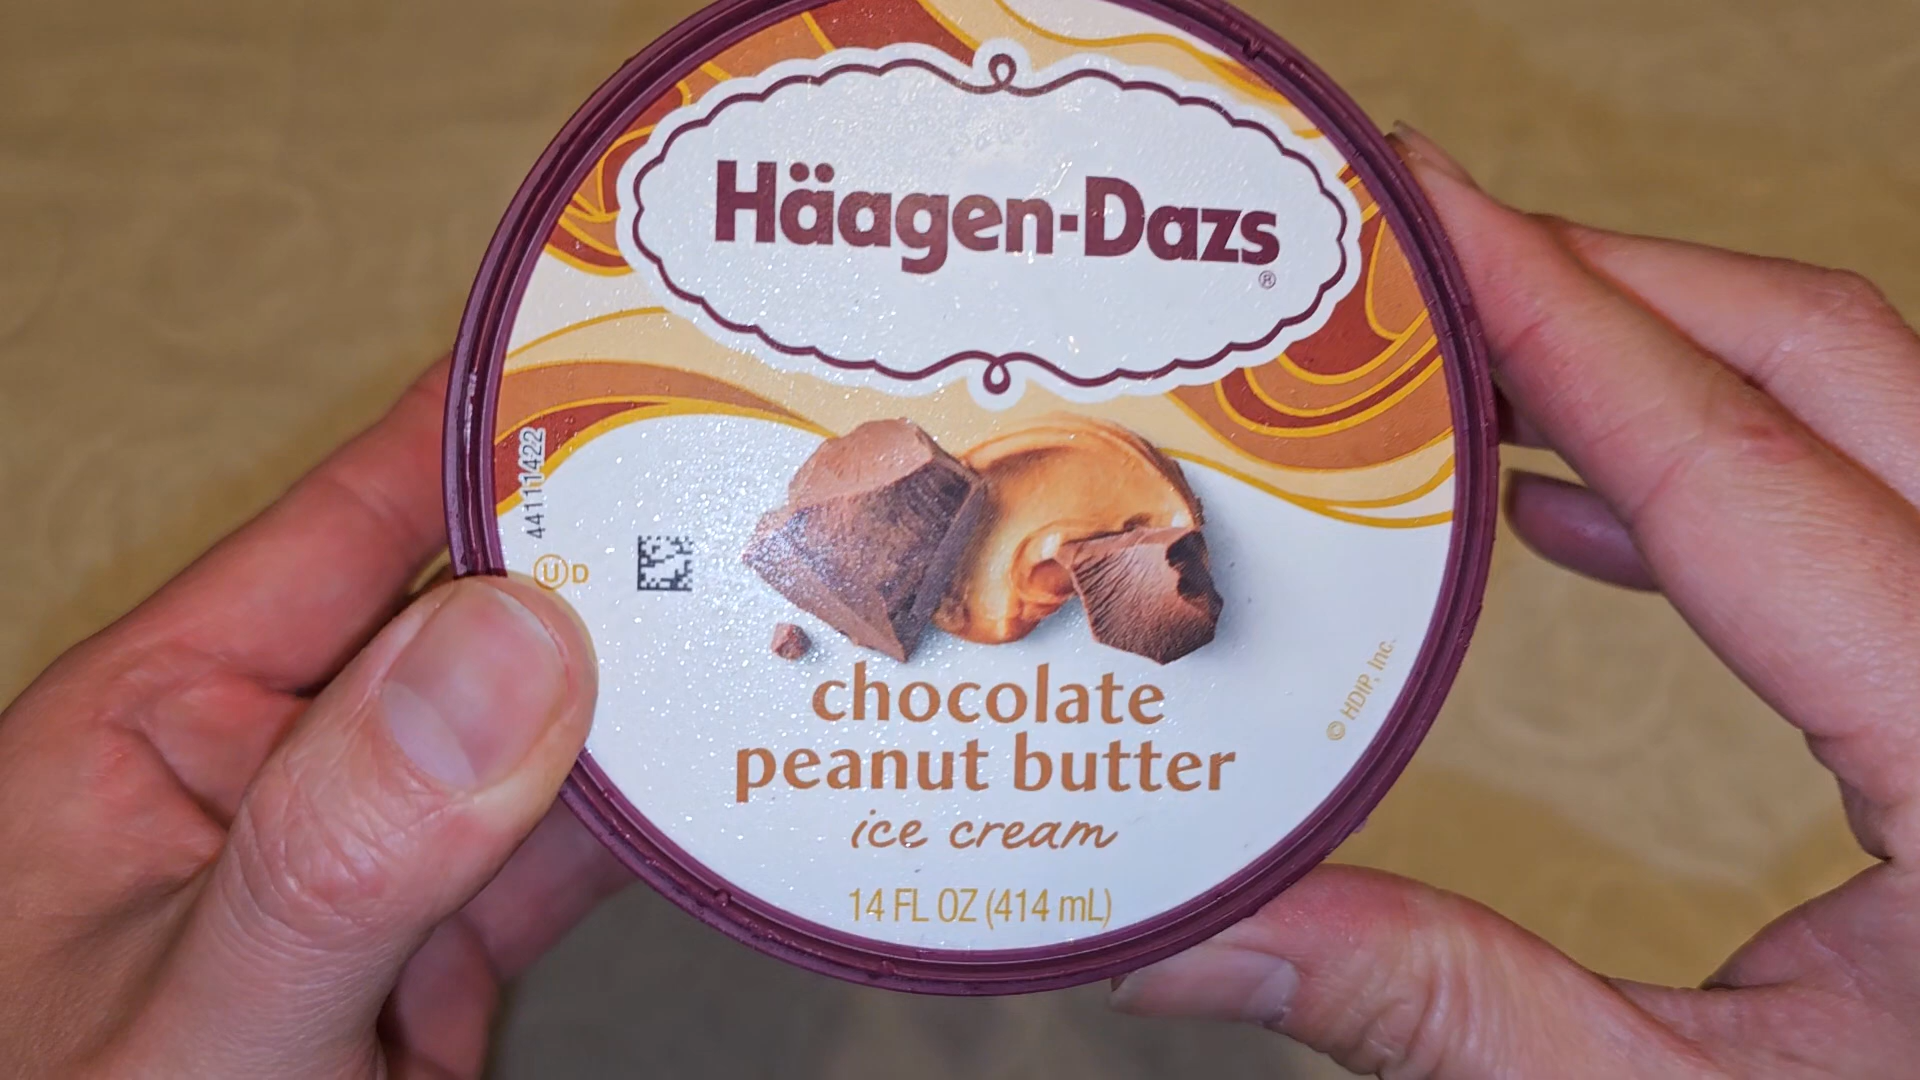 Häagen-Dazs
®
44111422
Ⓤ D
chocolate
peanut butter
ice cream
14 FL OZ (414 mL)
© HDIP, Inc.